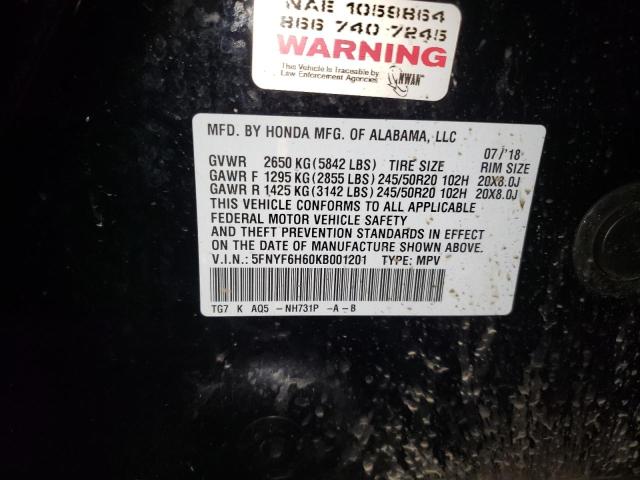 NAE 1059864
866 740 7245
WARNING
This Vehicle is Traceable by
Law Enforcement Agencies
NWAN
MFD. BY HONDA MFG. OF ALABAMA, LLC
07/'18
GVWR 2650 KG(5842 LBS) TIRE SIZE RIM SIZE
GAWR F 1295 KG(2855 LBS) 245/50R20 102H 20X8.0J
GAWR R 1425 KG(3142 LBS) 245/50R20 102H 20X8.0J
THIS VEHICLE CONFORMS TO ALL APPLICABLE
FEDERAL MOTOR VEHICLE SAFETY
AND THEFT PREVENTION STANDARDS IN EFFECT
ON THE DATE OF MANUFACTURE SHOWN ABOVE.
V.I.N.: 5FNYF6H60KB001201 TYPE: MPV
TG7 K AQ5 -NH731P -A-B